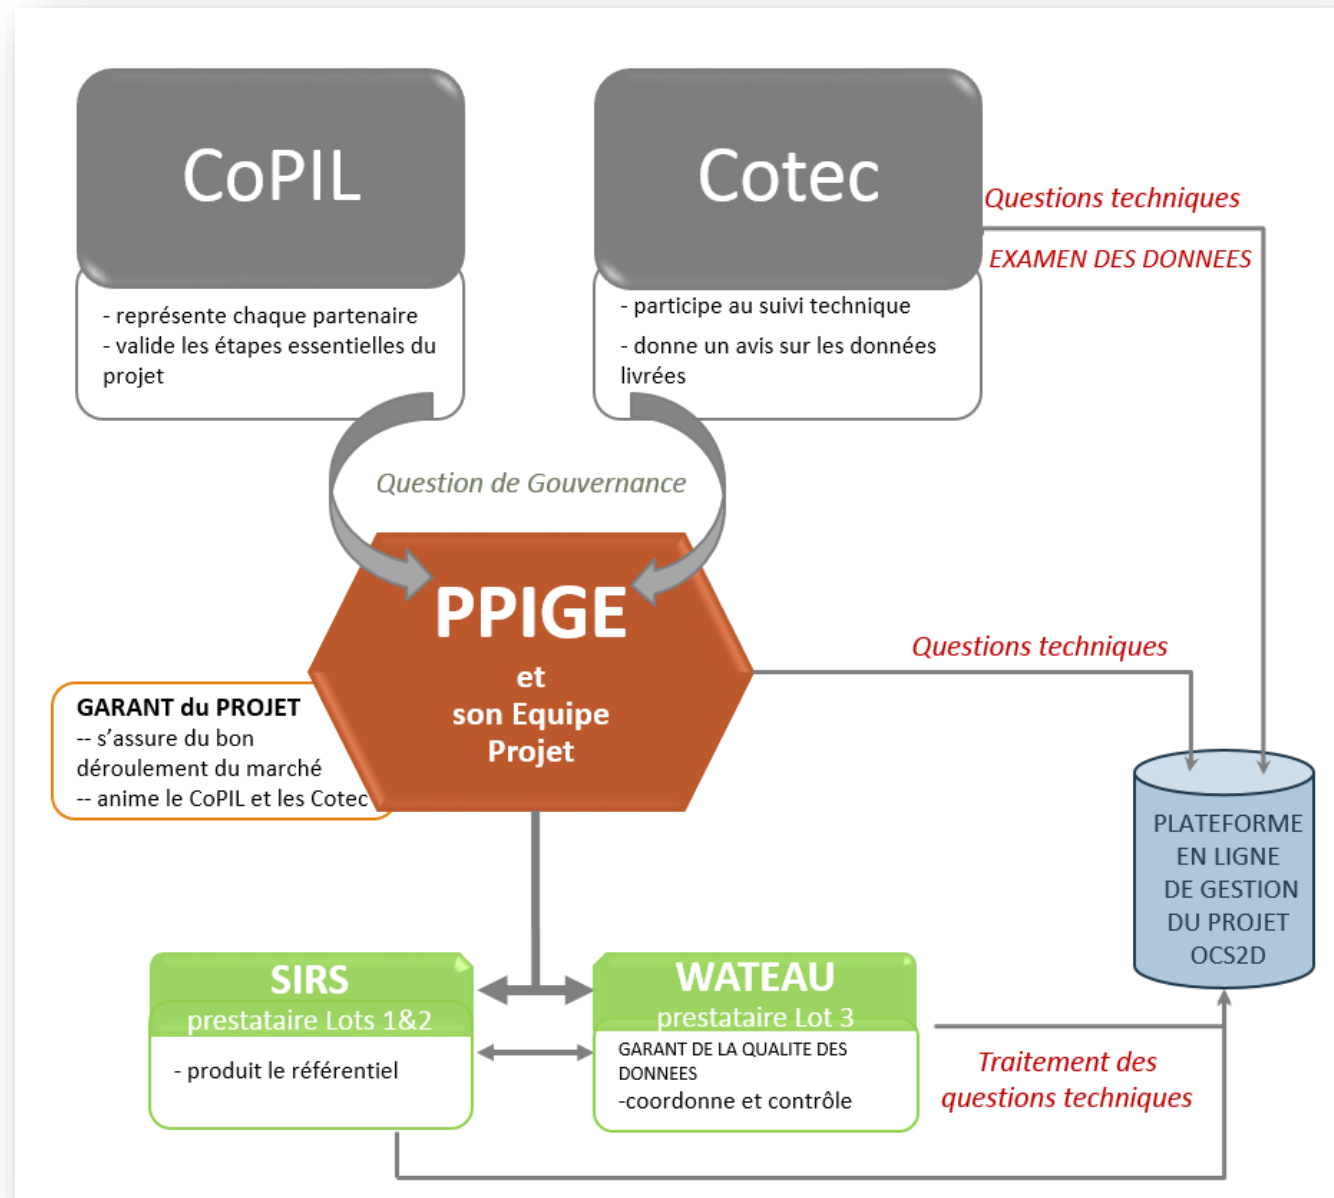 CoPIL
- représente chaque partenaire
- valide les étapes essentielles du
projet
Cotec
- participe au suivi technique
- donne un avis sur les données
livrées
Questions techniques
EXAMEN DES DONNEES
Question de Gouvernance
PPIGE
et
son Equipe
Projet
Questions techniques
GARANT du PROJET
-- s’assure du bon
déroulement du marché
-- anime le CoPIL et les Cotec
PLATEFORME
EN LIGNE
DE GESTION
DU PROJET
OCS2D
SIRS
prestataire Lots 1&2
- produit le référentiel
WATEAU
prestataire Lot 3
GARANT DE LA QUALITE DES
DONNEES
-coordonne et contrôle
Traitement des
questions techniques